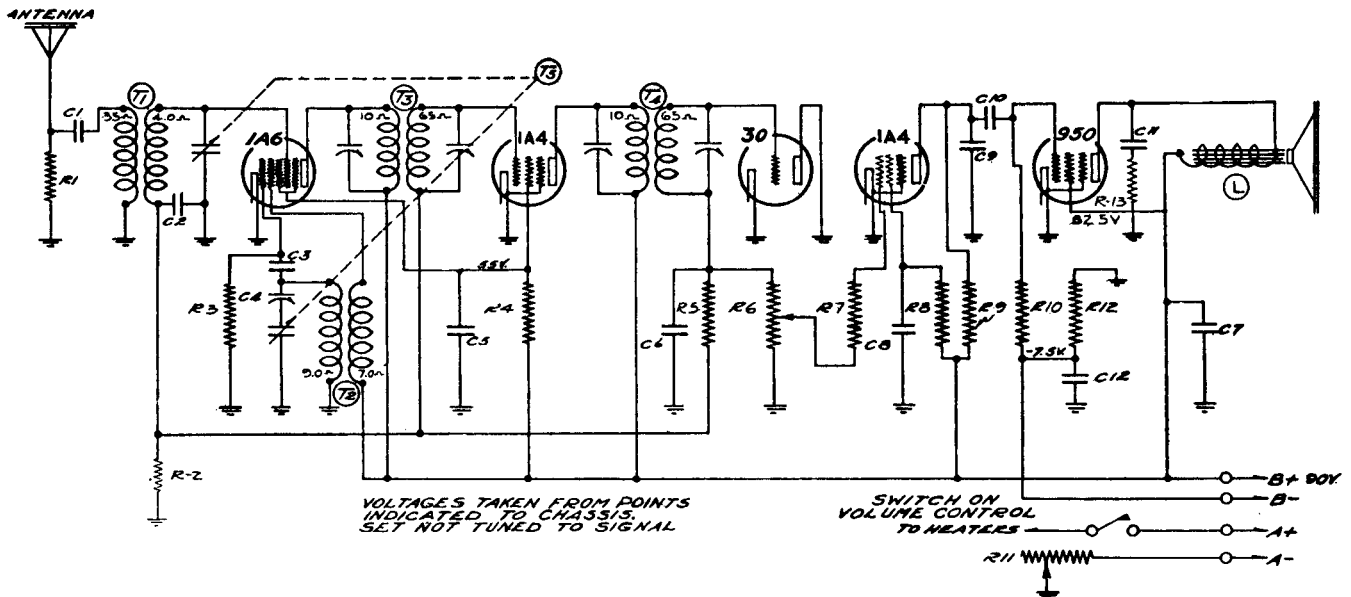 ANTENNA
C1
T1
35Ω
4.0Ω
R1
C2
1A6
T3
10Ω
65Ω
T5
1A4
T4
10Ω
65Ω
30
1A4
C10
C9
950
C11
R-13
82.5V
L
R3
C3
C4
9.0Ω
7.0Ω
T2
55V.
C5
R4
C6
R5
R6
R7
C8
R8
R9
R10
-7.5V.
R12
C12
C7
R-2
VOLTAGES TAKEN FROM POINTS
INDICATED TO CHASSIS.
SET NOT TUNED TO SIGNAL
SWITCH ON
VOLUME CONTROL
TO HEATERS
R11
B+ 90V.
B-
A+
A-